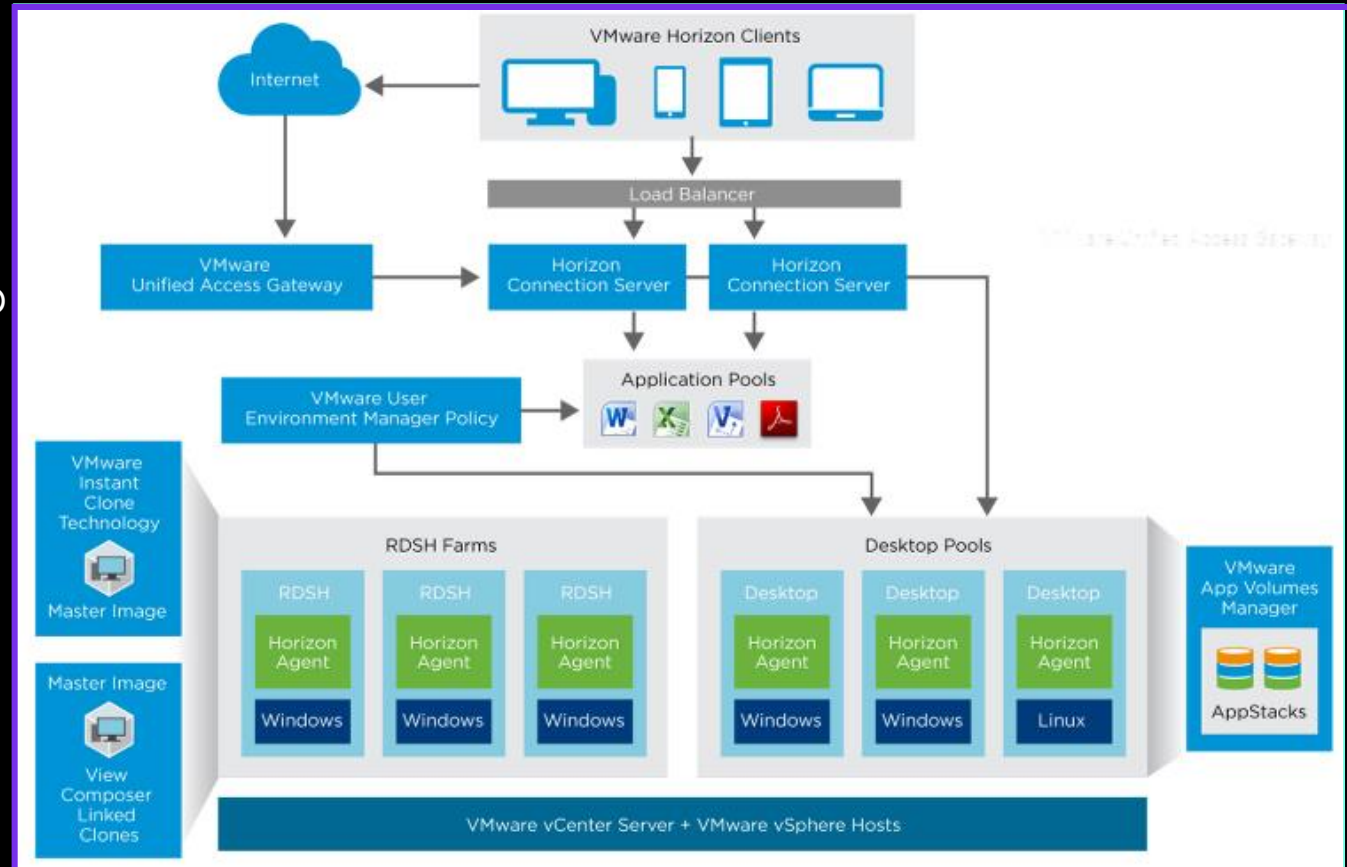 VMware Horizon Clients
Internet
Load Balancer
VMware
Unified Access Gateway
Horizon
Connection Server
Horizon
Connection Server
VMware User
Environment Manager Policy
Application Pools
W
X
V
VMware
Instant
Clone
Technology
Master Image
Master Image
View
Composer
Linked
Clones
RDSH Farms
RDSH
Horizon
Agent
Windows
RDSH
Horizon
Agent
Windows
RDSH
Horizon
Agent
Windows
Desktop Pools
Desktop
Horizon
Agent
Windows
Desktop
Horizon
Agent
Windows
Desktop
Horizon
Agent
Linux
VMware
App Volumes
Manager
AppStacks
VMware vCenter Server + VMware vSphere Hosts